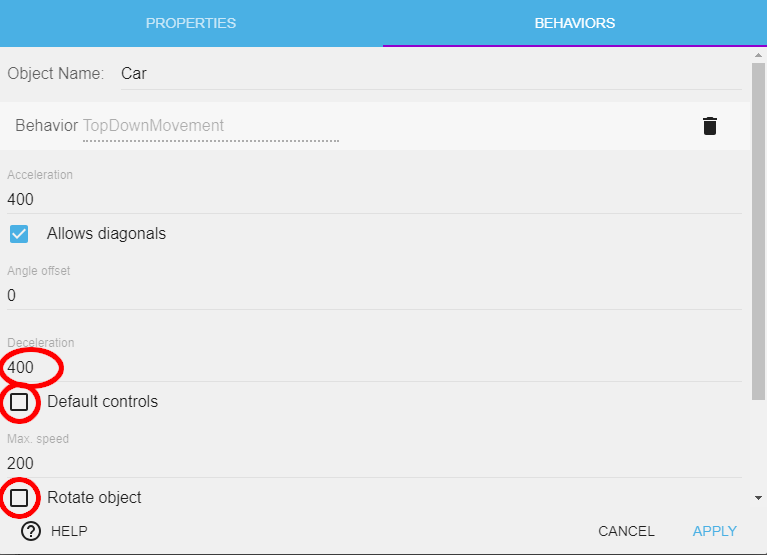 PROPERTIES BEHAVIORS
Object Name: Car
Behavior TopDownMovement
Acceleration
400
Allows diagonals
Angle offset
0
Deceleration
400
Default controls
Max. speed
200
Rotate object
? HELP CANCEL APPLY